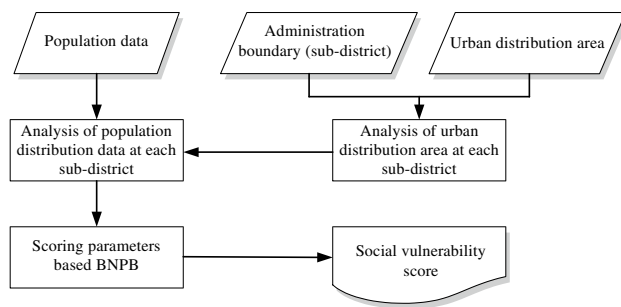 Population data
Administration
boundary (sub-district)
Urban distribution area
Analysis of population
distribution data at each
sub-district
Analysis of urban
distribution area at each
sub-district
Scoring parameters
based BNPB
Social vulnerability
score